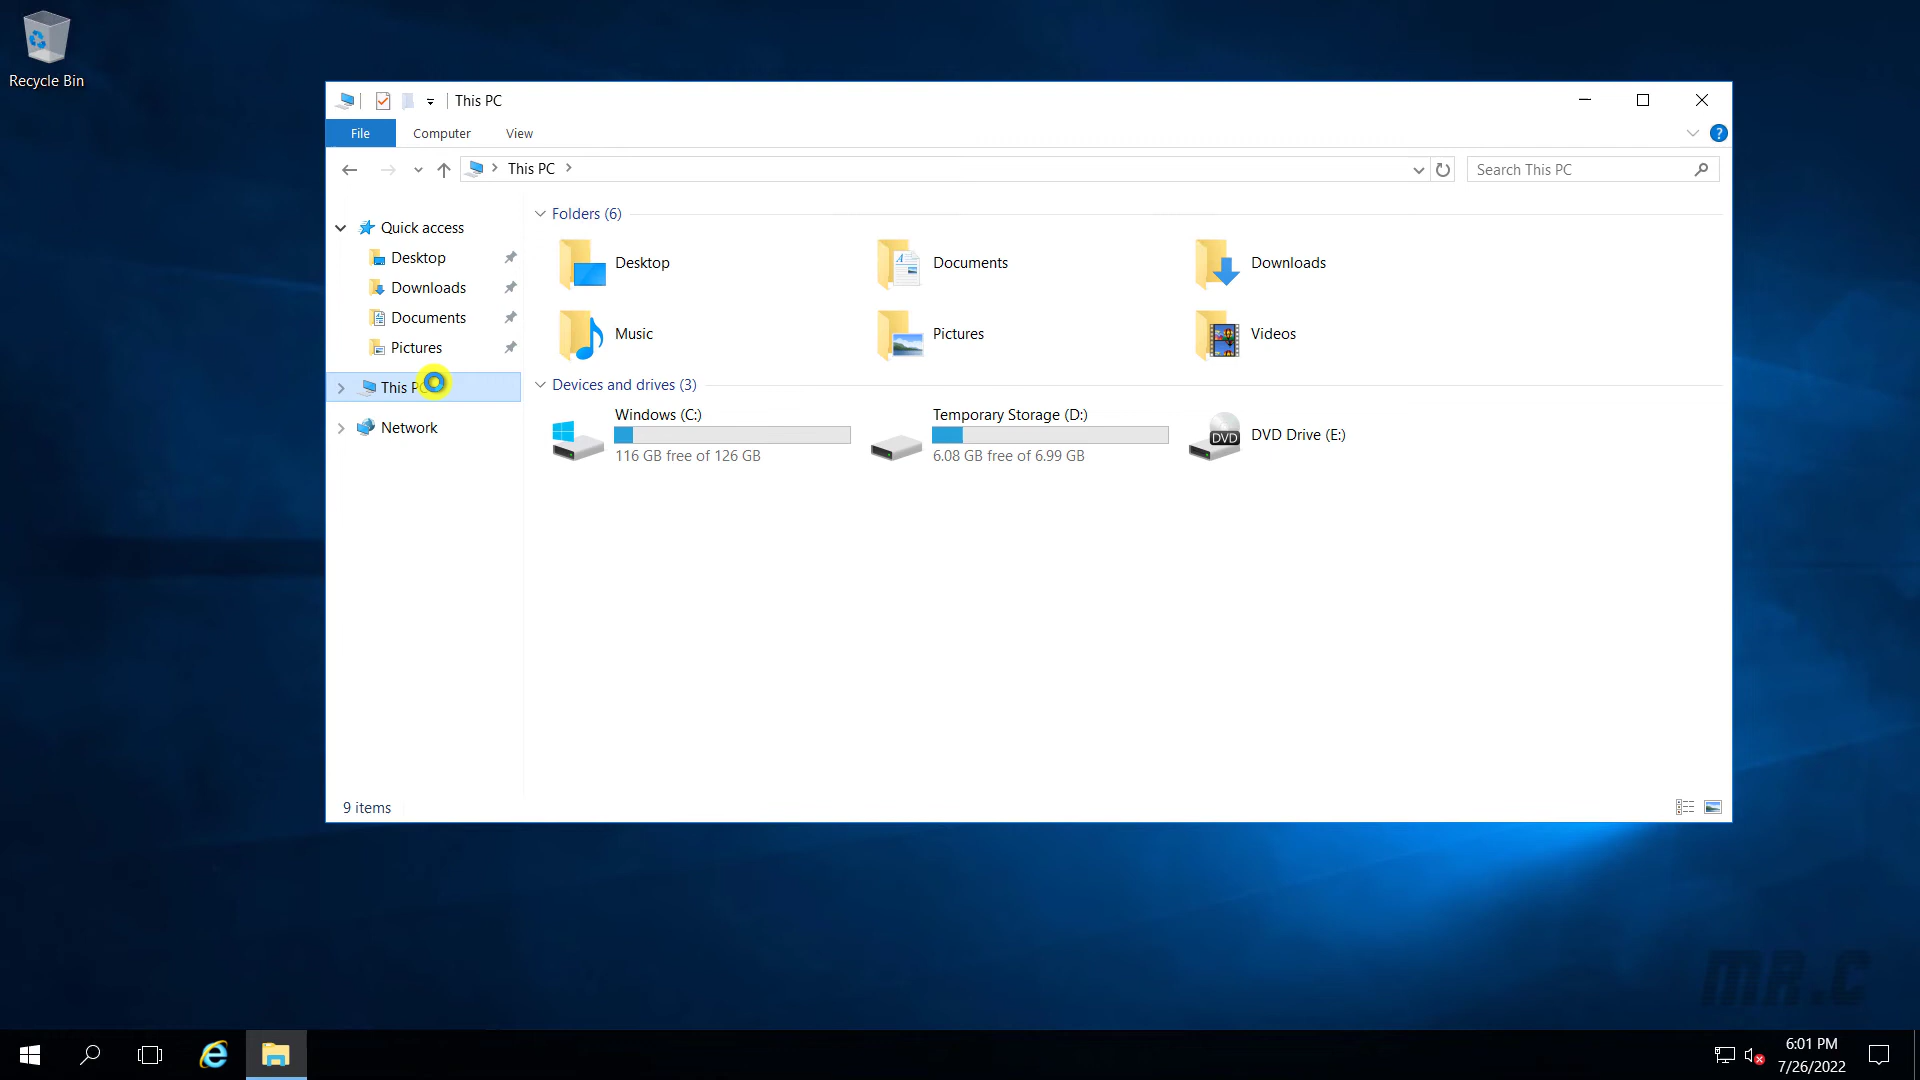 Recycle Bin
This PC
File
Computer
View
?
This PC
Search This PC
Quick access
Desktop
Downloads
Documents
Pictures
This PC
Network
Folders (6)
Desktop
Documents
Downloads
Music
Pictures
Videos
Devices and drives (3)
Windows (C:)
116 GB free of 126 GB
Temporary Storage (D:)
6.08 GB free of 6.99 GB
DVD
DVD Drive (E:)
9 items
MR.C
6:01 PM
7/26/2022